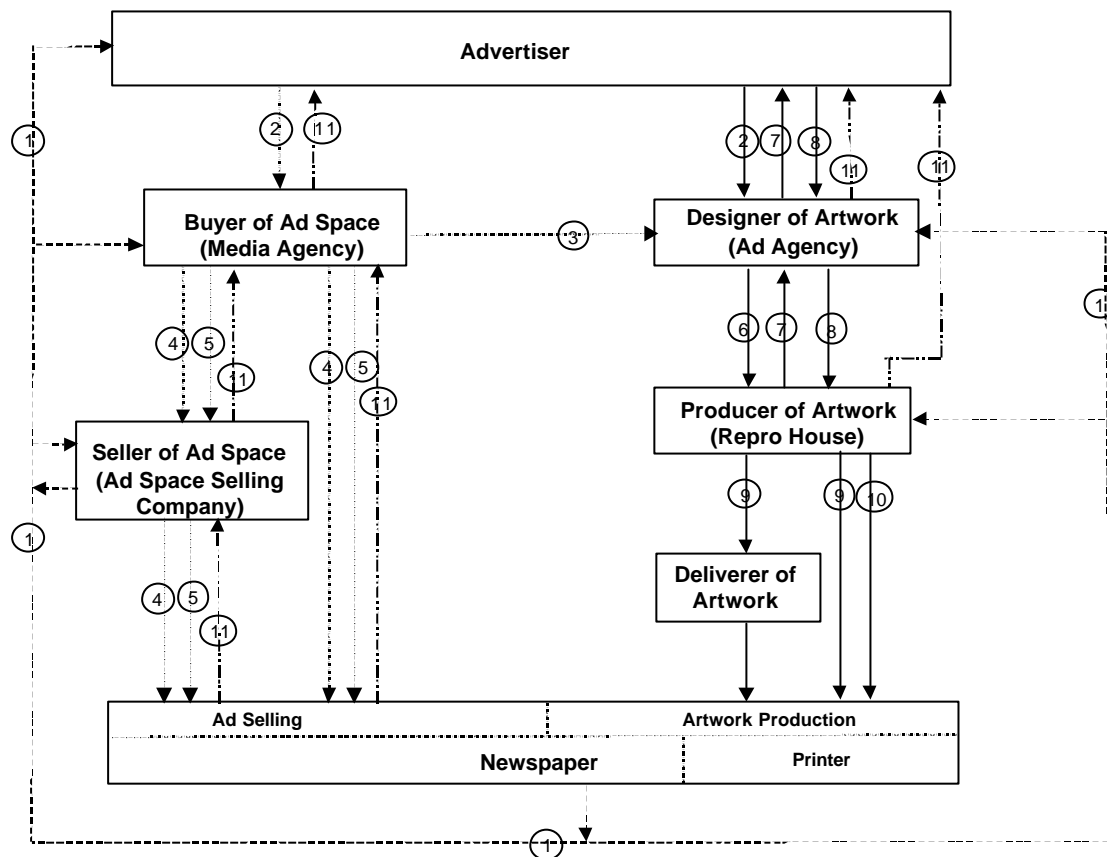 Advertiser
1
2
11
2
7
8
11
11
Buyer of Ad Space
(Media Agency)
3
Designer of Artwork
(Ad Agency)
1
4
5
11
4
5
11
6
7
8
Seller of Ad Space
(Ad Space Selling
Company)
Producer of Artwork
(Repro House)
1
9
9
10
4
5
11
Deliverer of
Artwork
Ad Selling
Artwork Production
Newspaper
Printer
1